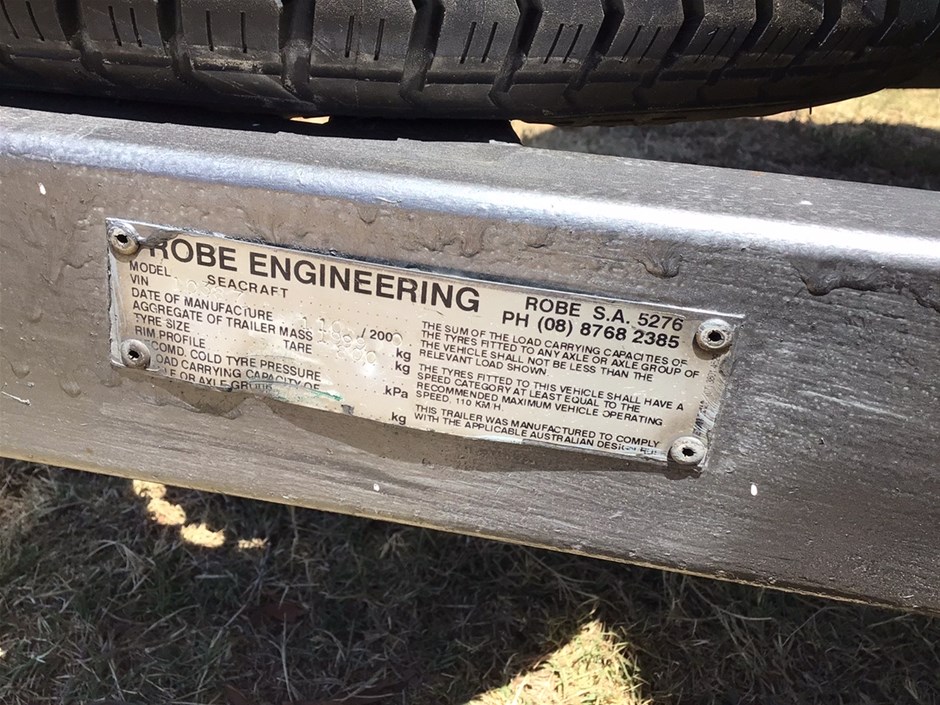 ROBE ENGINEERING
ROBE S.A. 5276
PH (08) 8768 2385
MODEL SEACRAFT
VIN
DATE OF MANUFACTURE /2000
AGGREGATE OF TRAILER MASS kg
TYRE SIZE TARE kg
RIM PROFILE
COMD. COLD TYRE PRESSURE kPa
OAD CARRYING CAPACITY OF
E OR AXLE GROUP kg
THE SUM OF THE LOAD CARRYING CAPACITIES OF
THE TYRES FITTED TO ANY AXLE OR AXLE GROUP OF
THE VEHICLE SHALL NOT BE LESS THAN THE
RELEVANT LOAD SHOWN.
THE TYRES FITTED TO THIS VEHICLE SHALL HAVE A
SPEED CATEGORY AT LEAST EQUAL TO THE
RECOMMENDED MAXIMUM VEHICLE OPERATING
SPEED. 110 KM/H.
THIS TRAILER WAS MANUFACTURED TO COMPLY
WITH THE APPLICABLE AUSTRALIAN DESIGN